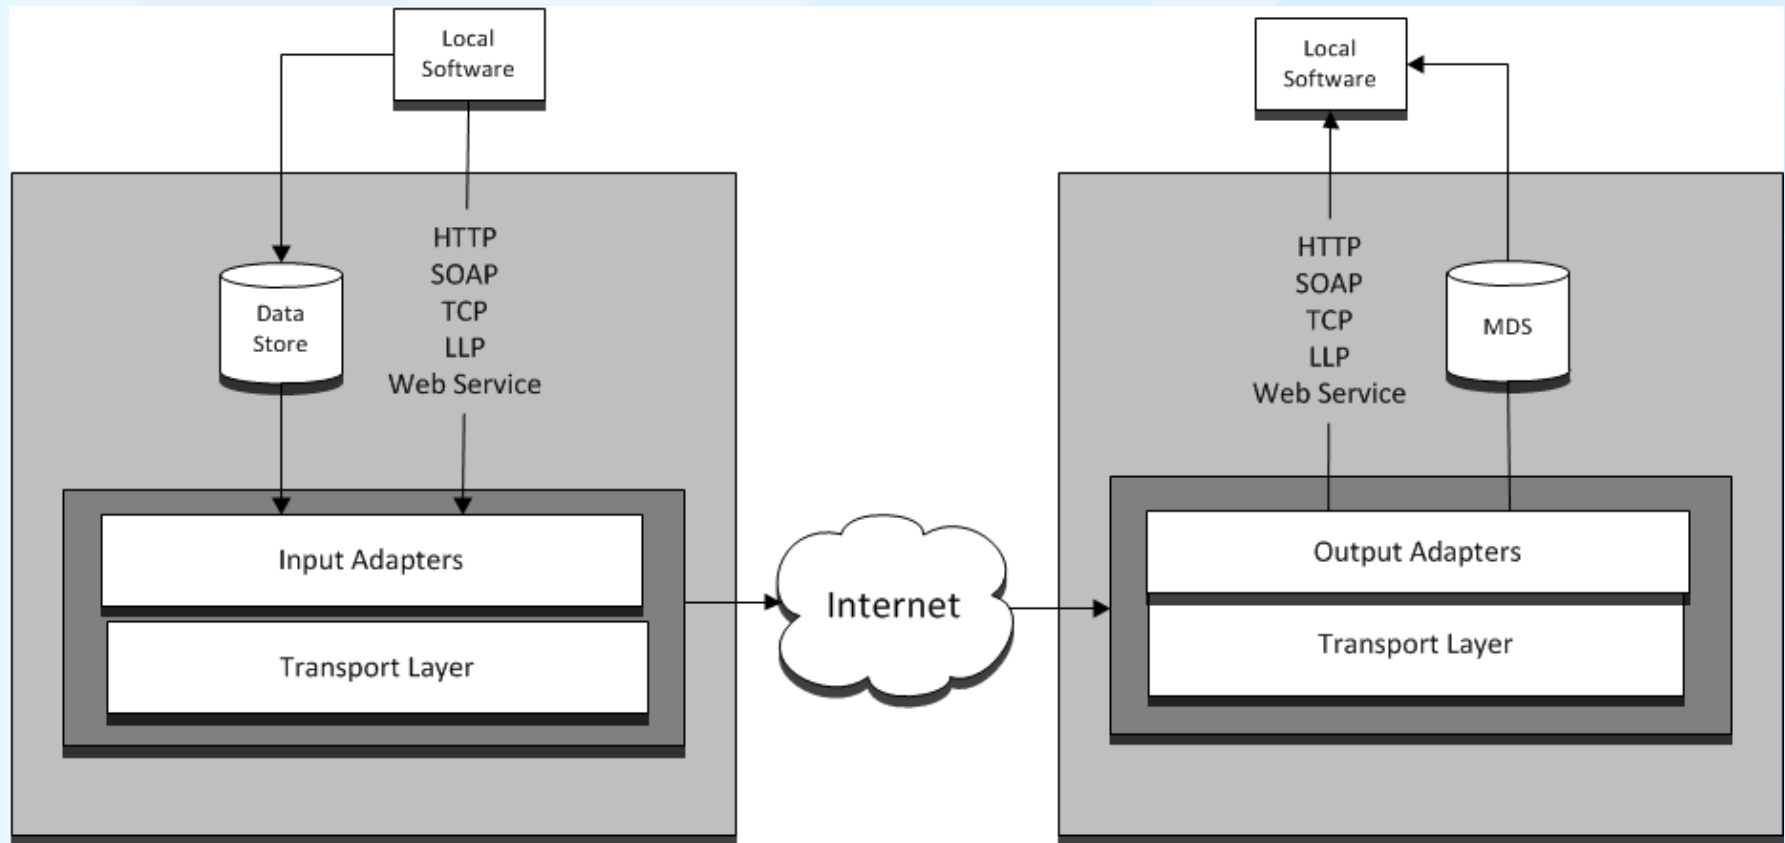 Local
Software
HTTP
SOAP
TCP
LLP
Web Service
Data
Store
Input Adapters
Transport Layer
Internet
Local
Software
HTTP
SOAP
TCP
LLP
Web Service
MDS
Output Adapters
Transport Layer